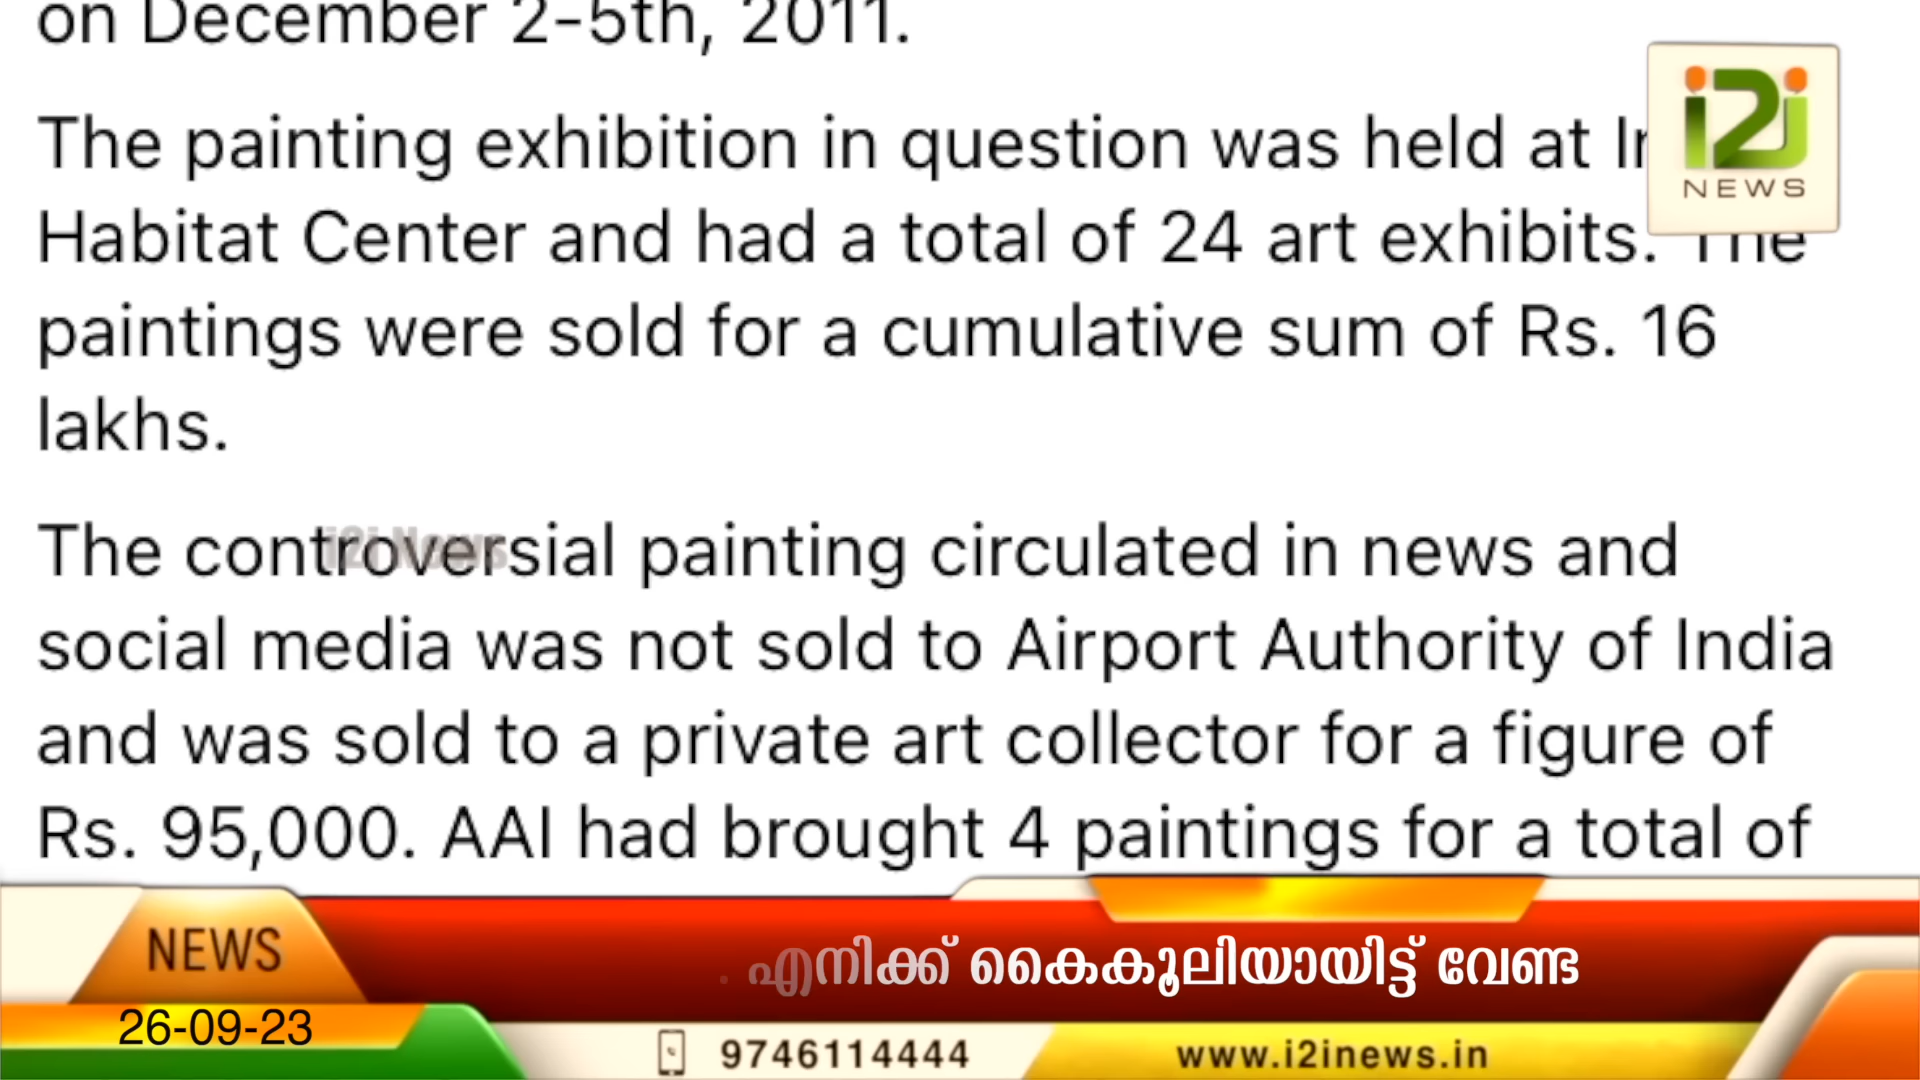 on December 2-5th, 2011.
The painting exhibition in question was held at
Habitat Center and had a total of 24 art exhibits. The
paintings were sold for a cumulative sum of Rs. 16
lakhs.
The controversial painting circulated in news and
social media was not sold to Airport Authority of India
and was sold to a private art collector for a figure of
Rs. 95,000. AAI had brought 4 paintings for a total of
i2i NEWS
i2i News
NEWS
. എനിക്ക് കൈകൂലിയായിട്ട് വേണ്ട
26-09-23
9746114444
www.i2inews.in